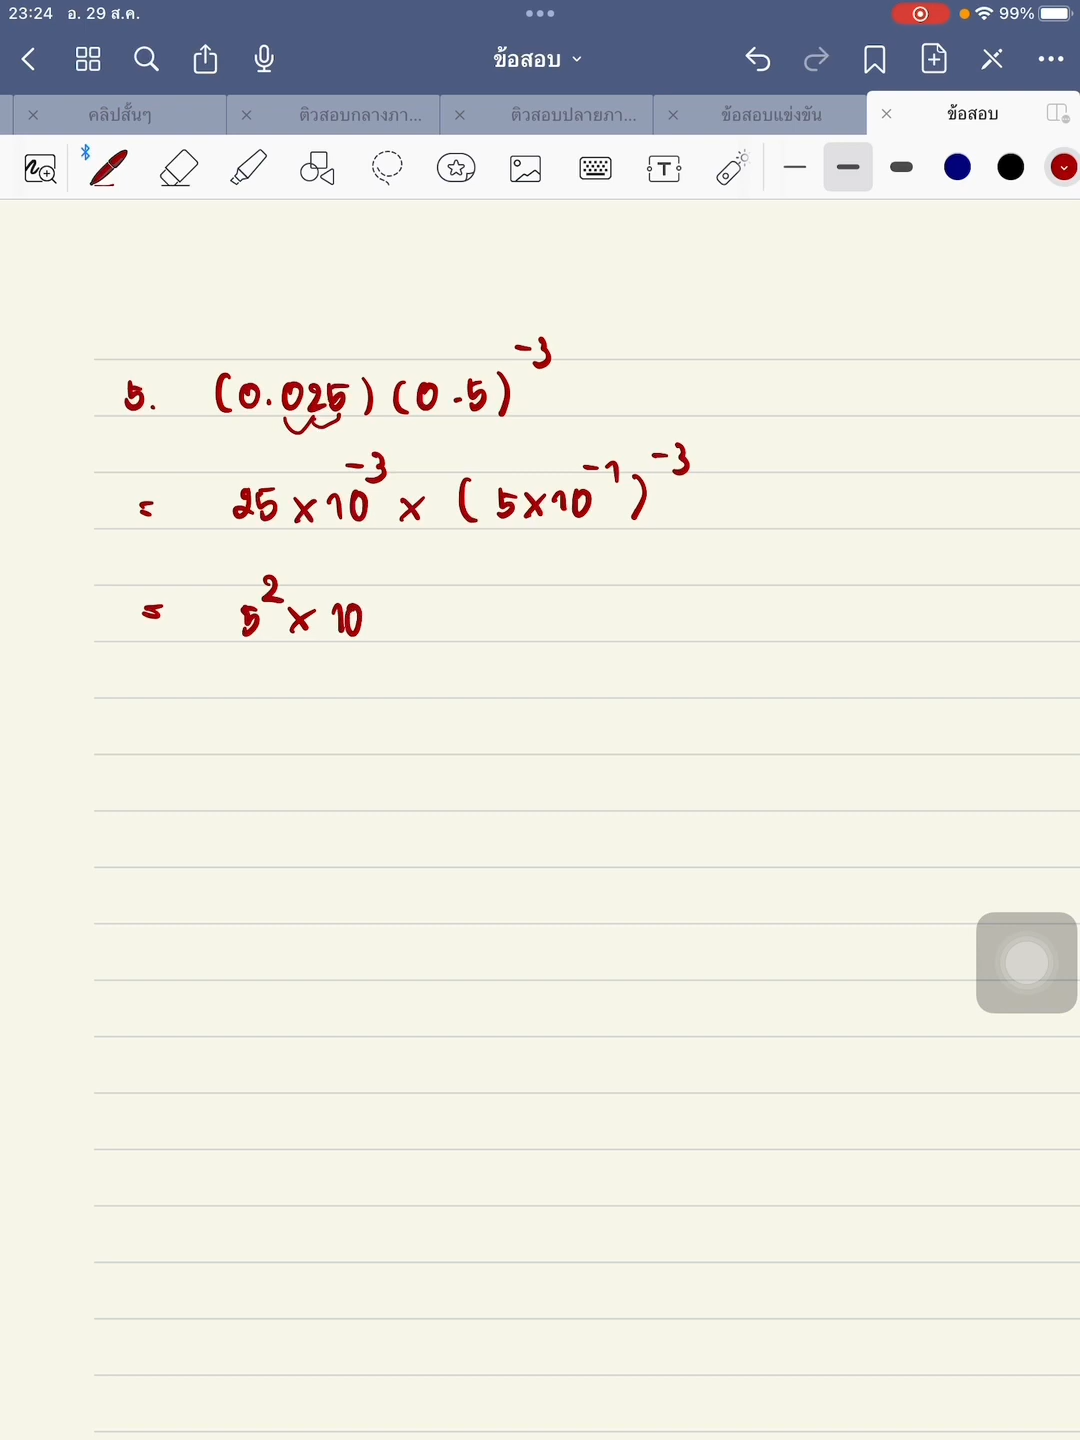 23:24 อ. 29 ส.ค. 99%
ข้อสอบ
คลิปสั้นๆ ติวสอบกลางภา... ติวสอบปลายภา... ข้อสอบแข่งขัน ข้อสอบ
5. (0.025)(0.5)⁻³
= 25 × 10⁻³ × (5×10⁻¹)⁻³
= 5² × 10